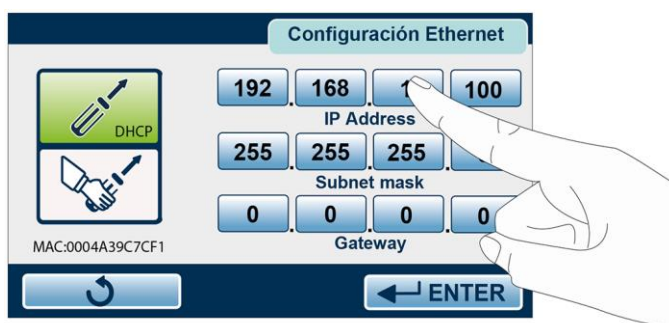 Configuración Ethernet
192 . 168 . 1 . 100
IP Address
DHCP
255 . 255 . 255 .
Subnet mask
0 . 0 . 0 . 0
Gateway
MAC:0004A39C7CF1
ENTER